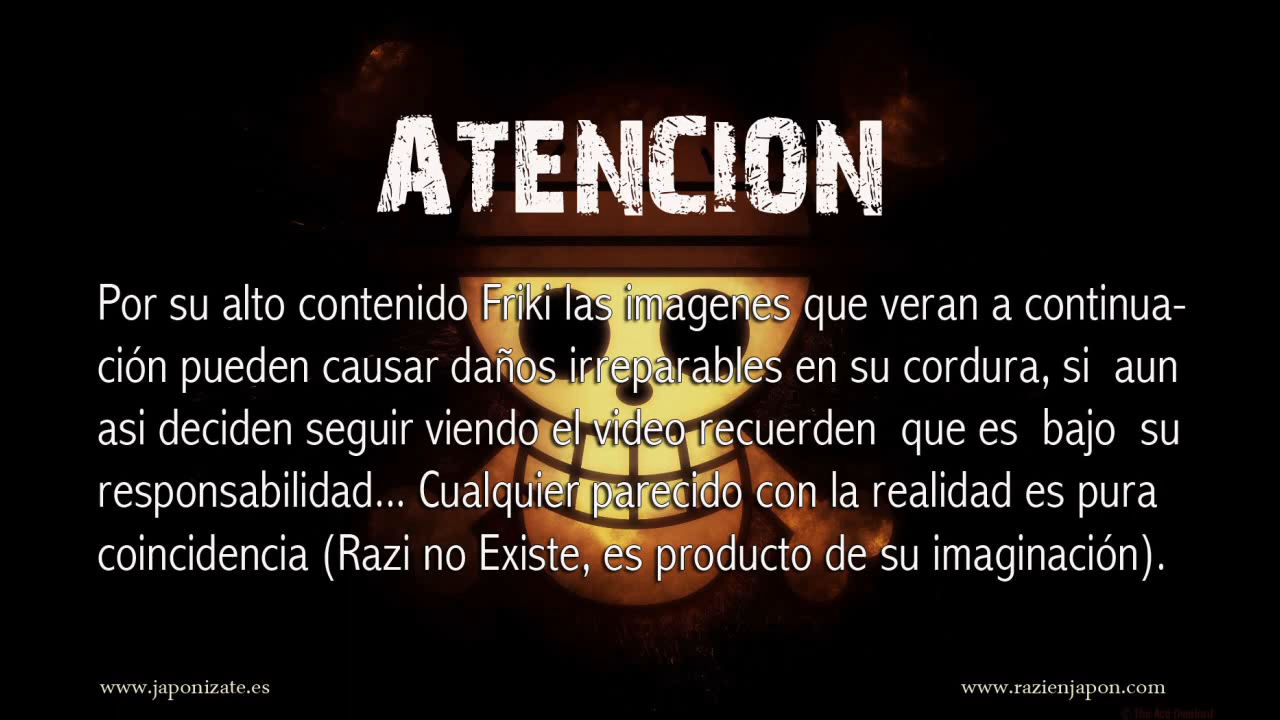 ATENCION
Por su alto contenido Friki las imagenes que veran a continua-
ción pueden causar daños irreparables en su cordura, si aun
asi deciden seguir viendo el video recuerden que es bajo su
responsabilidad... Cualquier parecido con la realidad es pura
coincidencia (Razi no Existe, es producto de su imaginación).
www.japonizate.es
www.razienjapon.com